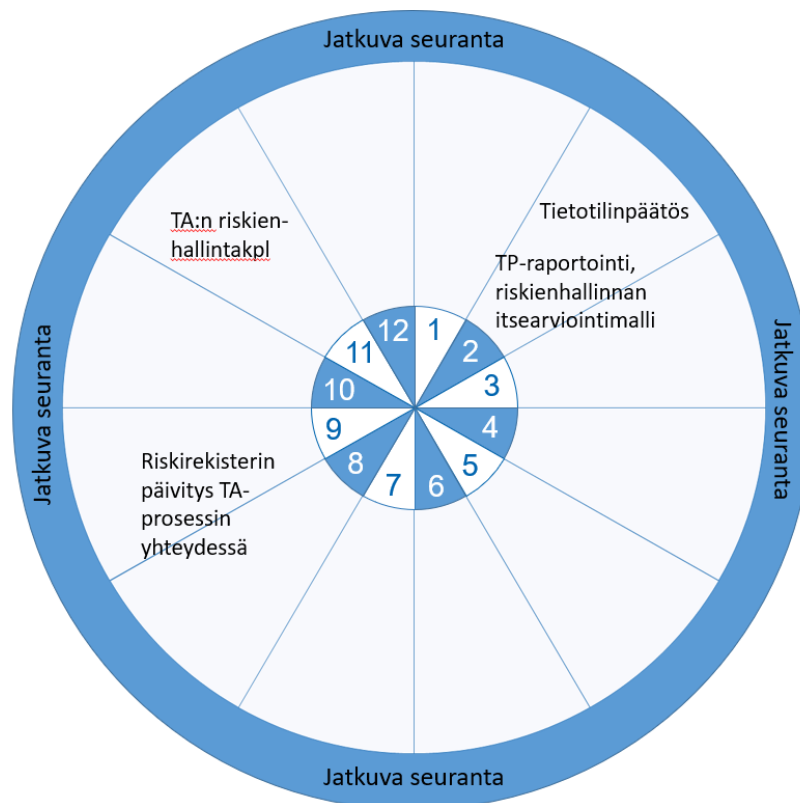 Jatkuva seuranta
TA:n riskien-
hallintakpl
Tietotilinpäätös
TP-raportointi,
riskienhallinnan
itsearviointimalli
Jatkuva seuranta
Jatkuva seuranta
12
1
11
2
10
3
9
4
8
5
7
6
Riskirekisterin
päivitys TA-
prosessin
yhteydessä
Jatkuva seuranta